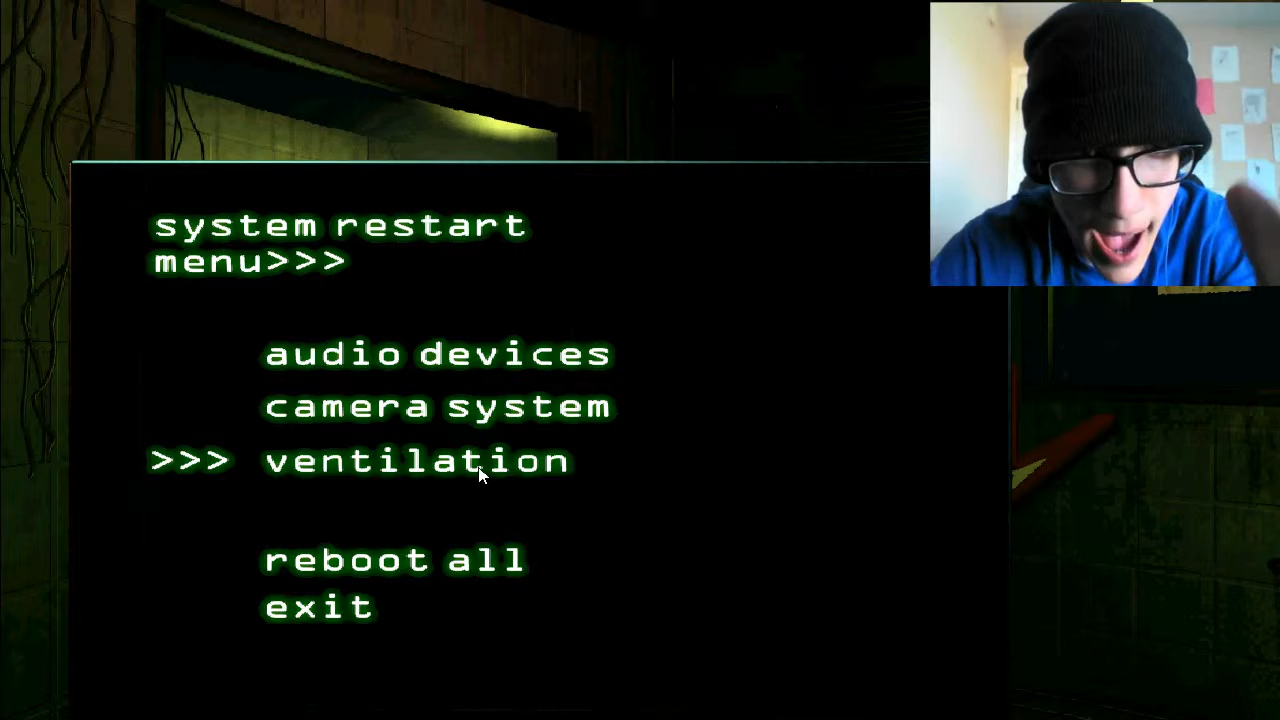 system restart
menu>>>
audio devices
camera system
>>> ventilation
reboot all
exit